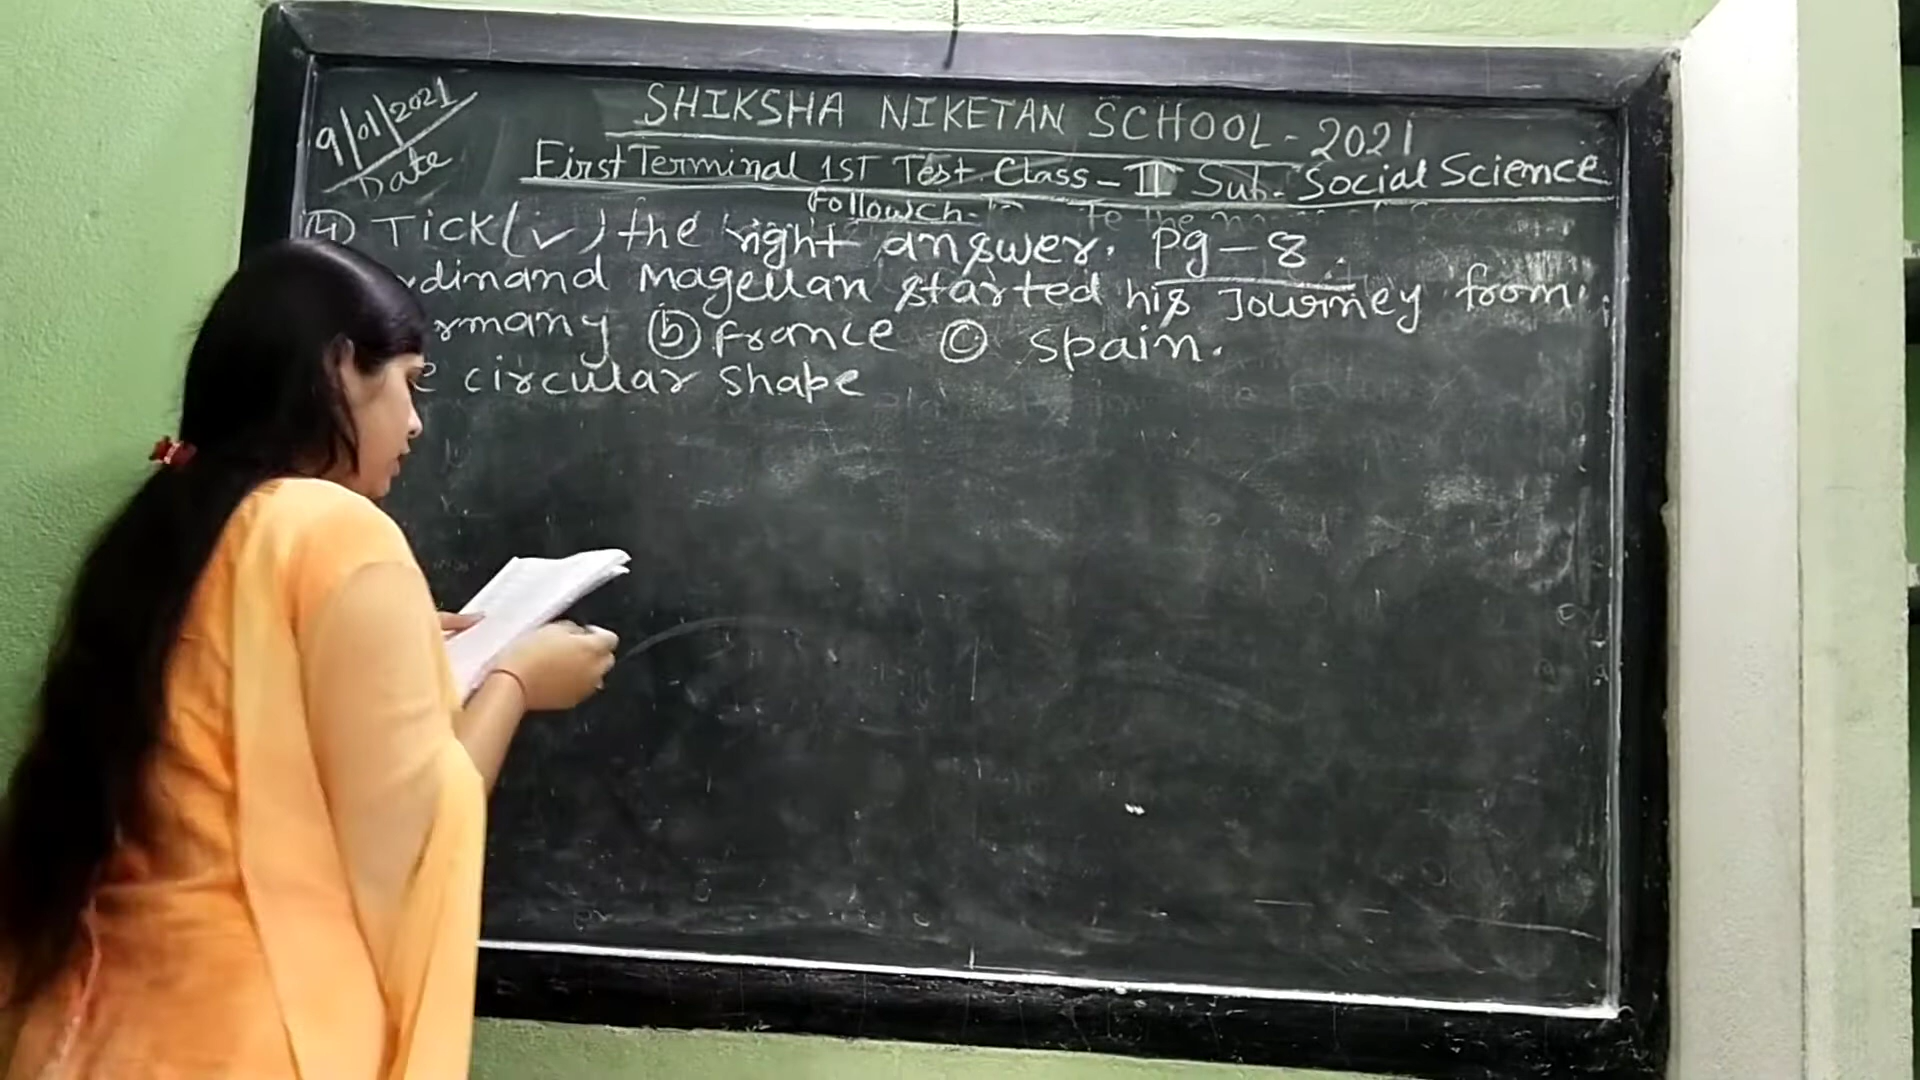 9/01/2021
Date
SHIKSHA NIKETAN SCHOOL - 2021
First Terminal 1ST Test. Class - II Sub. Social Science
Follow Ch-
14) Tick (✓) the right answer. Pg - 8
dinand Magellan started his Journey from
rmany (b) France (c) Spain.
e circular shape